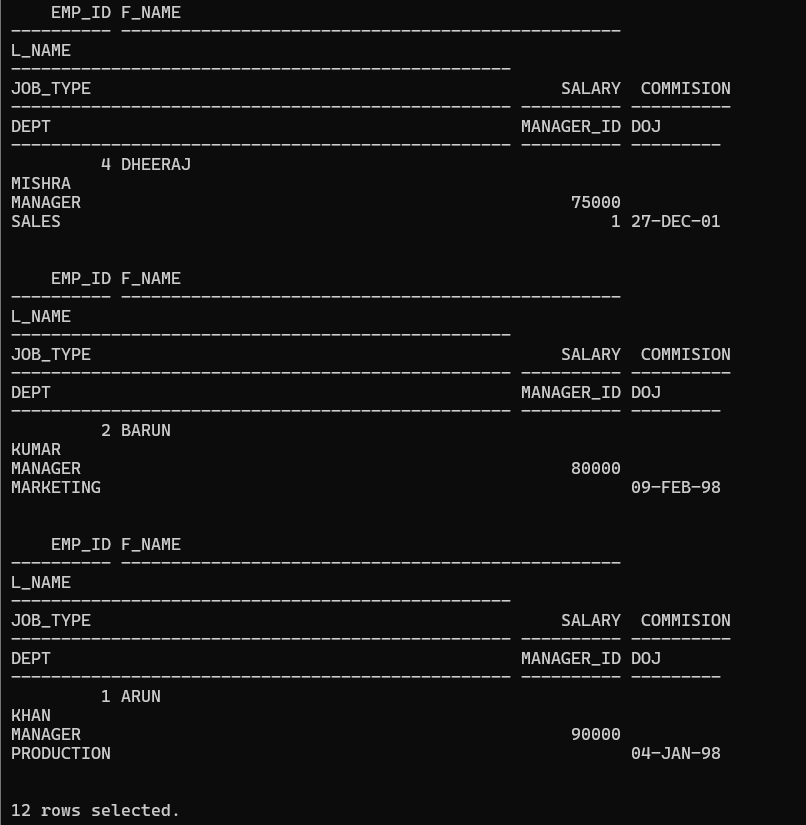 EMP_ID F_NAME
---------- --------------------------------------------------
L_NAME
--------------------------------------------------
JOB_TYPE                                               SALARY  COMMISION
-------------------------------------------------- ---------- ----------
DEPT                                               MANAGER_ID DOJ
-------------------------------------------------- ---------- ---------
         4 DHEERAJ
MISHRA
MANAGER                                                 75000
SALES                                                       1 27-DEC-01

    EMP_ID F_NAME
---------- --------------------------------------------------
L_NAME
--------------------------------------------------
JOB_TYPE                                               SALARY  COMMISION
-------------------------------------------------- ---------- ----------
DEPT                                               MANAGER_ID DOJ
-------------------------------------------------- ---------- ---------
         2 BARUN
KUMAR
MANAGER                                                 80000
MARKETING                                                     09-FEB-98

    EMP_ID F_NAME
---------- --------------------------------------------------
L_NAME
--------------------------------------------------
JOB_TYPE                                               SALARY  COMMISION
-------------------------------------------------- ---------- ----------
DEPT                                               MANAGER_ID DOJ
-------------------------------------------------- ---------- ---------
         1 ARUN
KHAN
MANAGER                                                 90000
PRODUCTION                                                    04-JAN-98

12 rows selected.